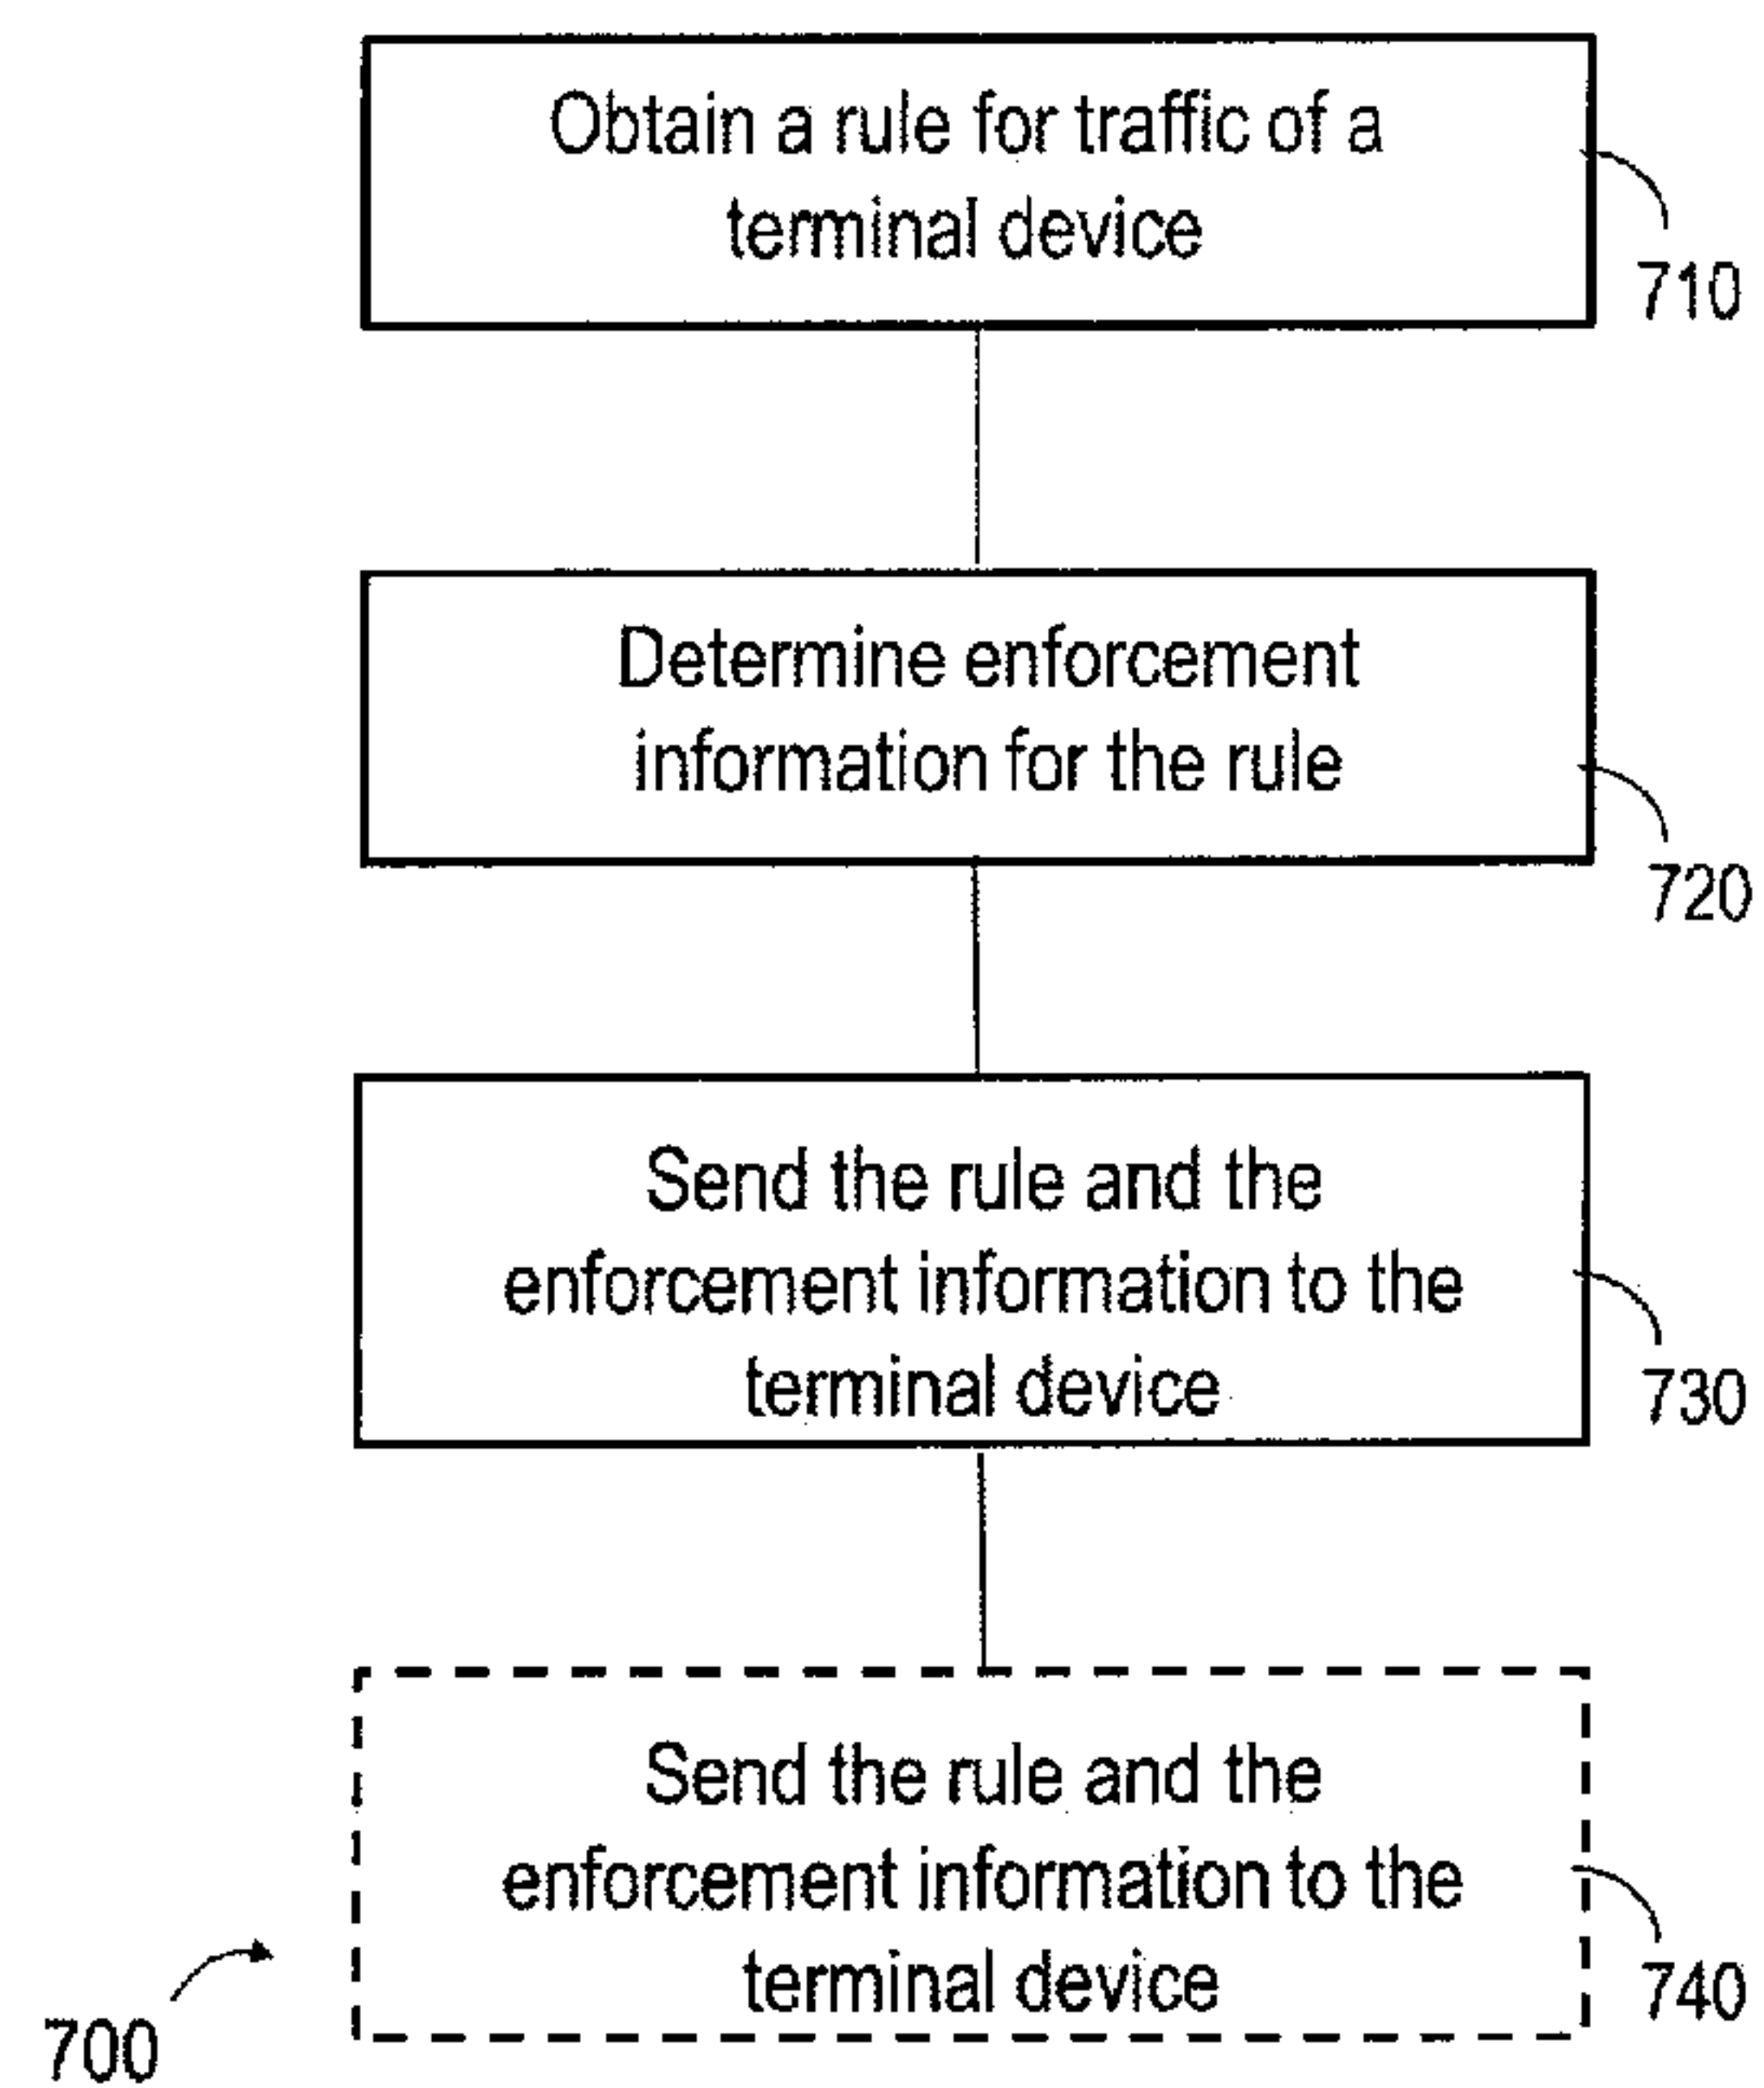 Obtain a rule for traffic of a
terminal device
710
Determine enforcement
information for the rule
720
Send the rule and the
enforcement information to the
terminal device
730
Send the rule and the
enforcement information to the
terminal device
740
700